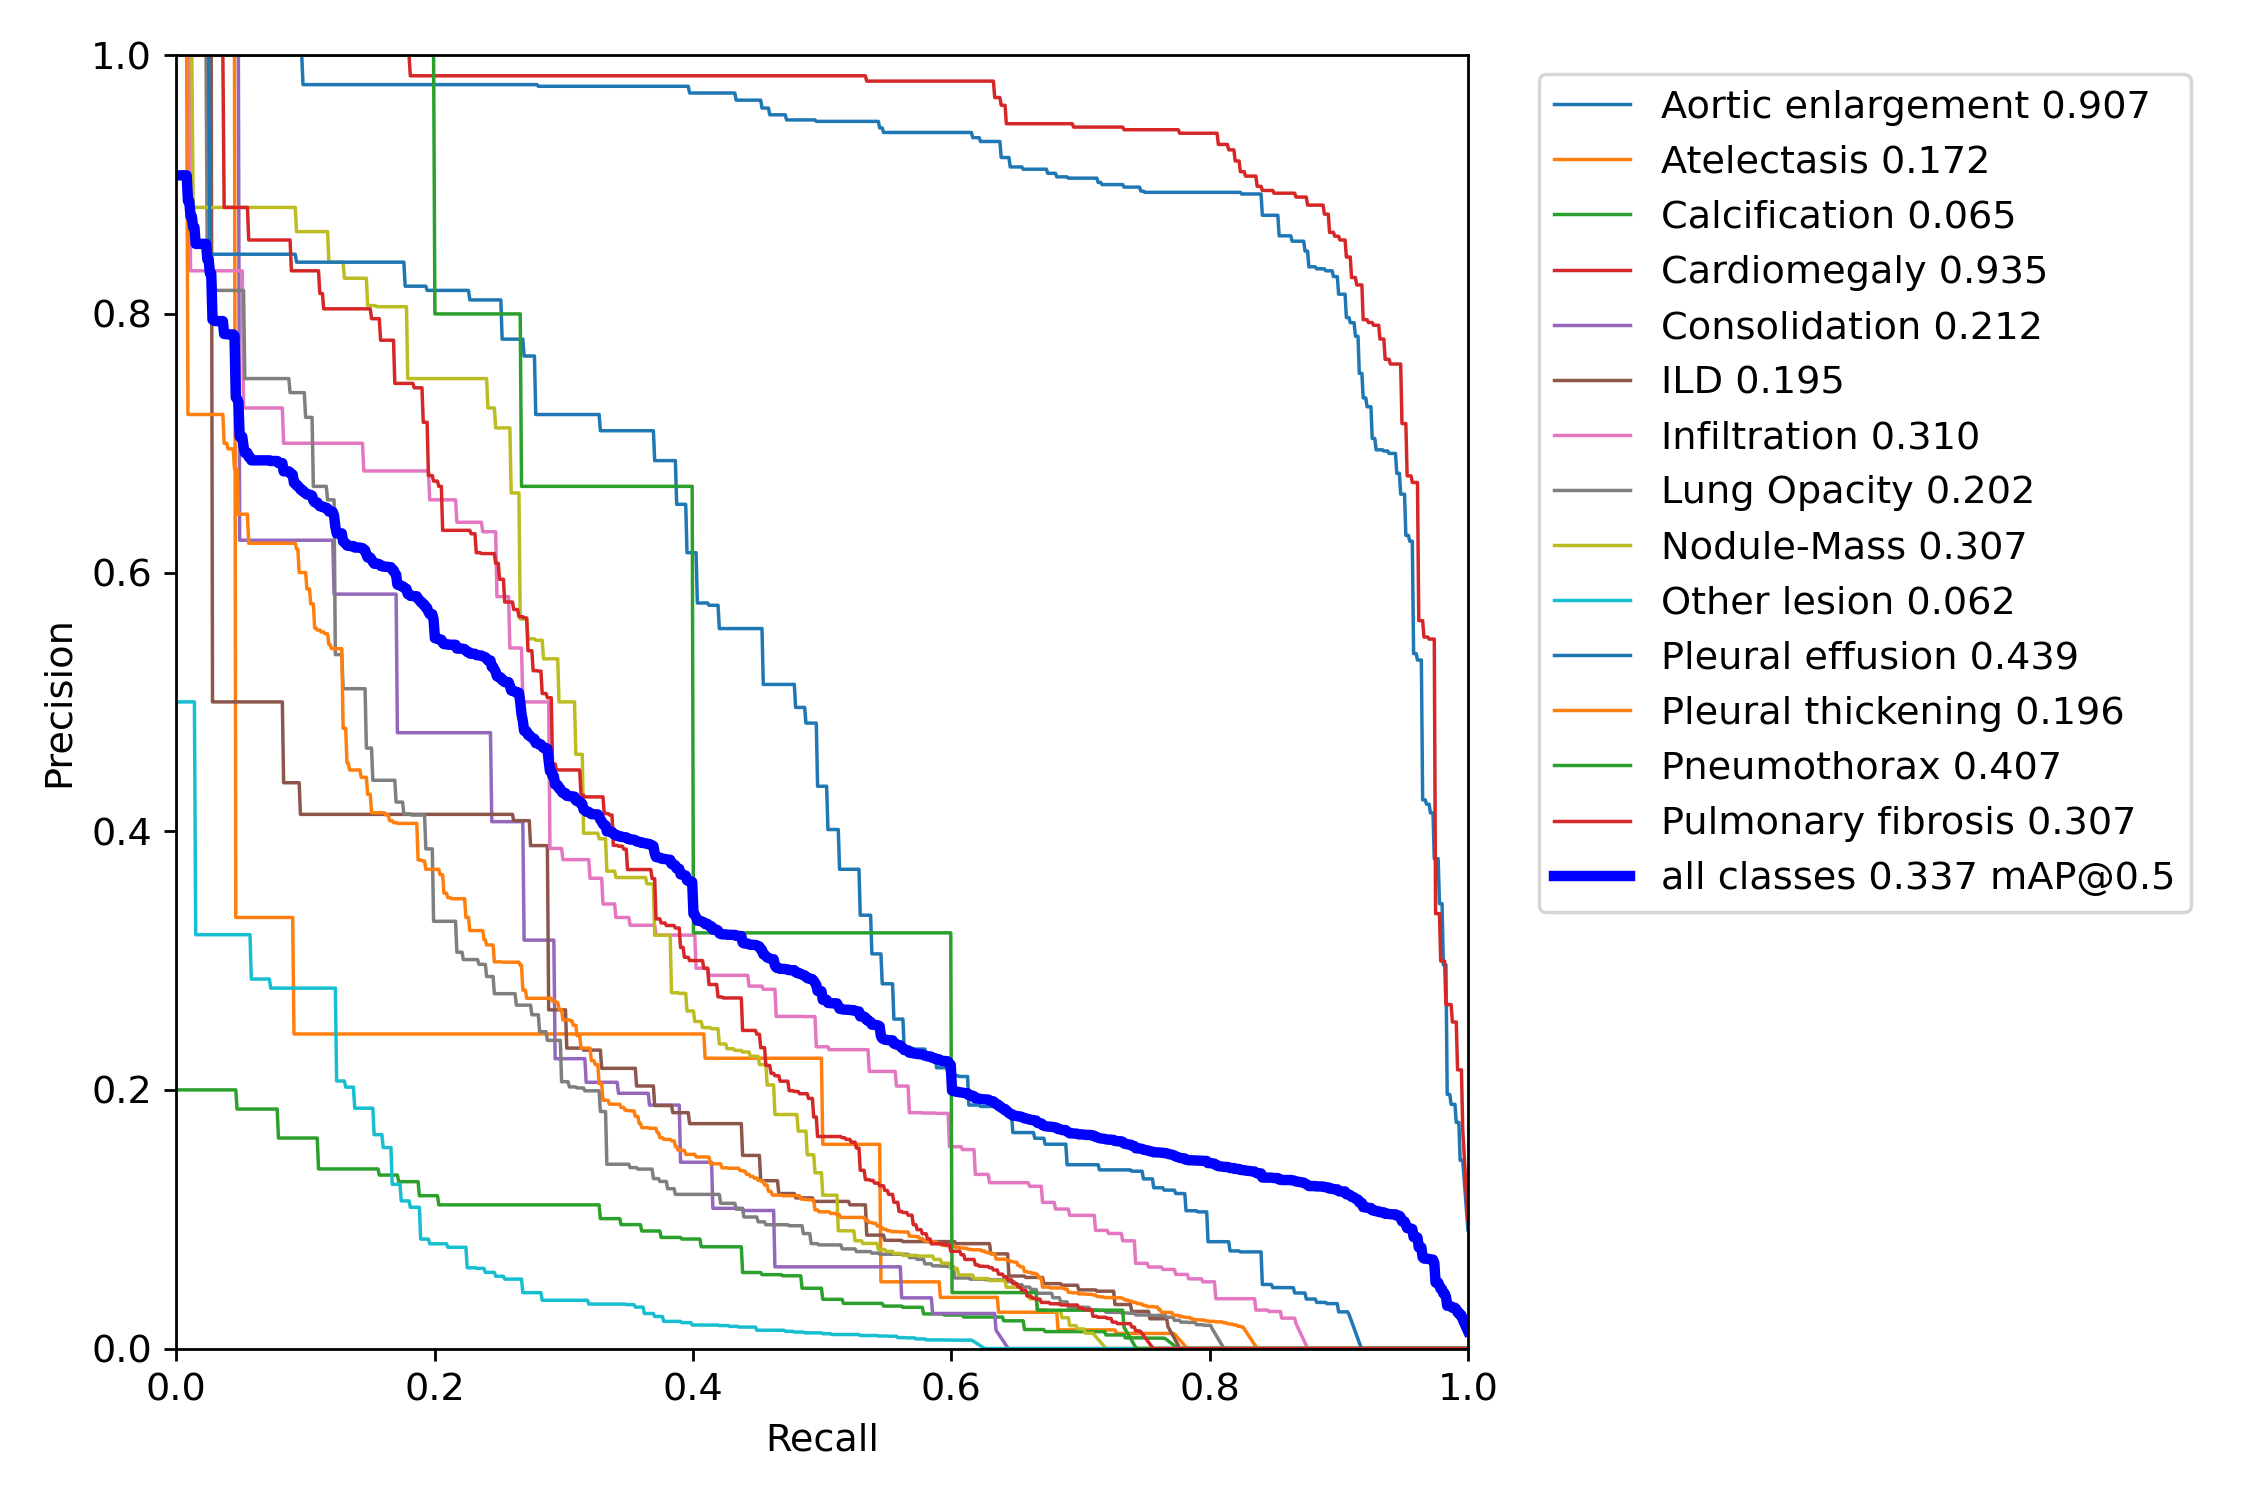 1.0
0.8
0.6
0.4
0.2
0.0
Precision
0.0 0.2 0.4 0.6 0.8 1.0
Recall
Aortic enlargement 0.907
Atelectasis 0.172
Calcification 0.065
Cardiomegaly 0.935
Consolidation 0.212
ILD 0.195
Infiltration 0.310
Lung Opacity 0.202
Nodule-Mass 0.307
Other lesion 0.062
Pleural effusion 0.439
Pleural thickening 0.196
Pneumothorax 0.407
Pulmonary fibrosis 0.307
all classes 0.337 mAP@0.5